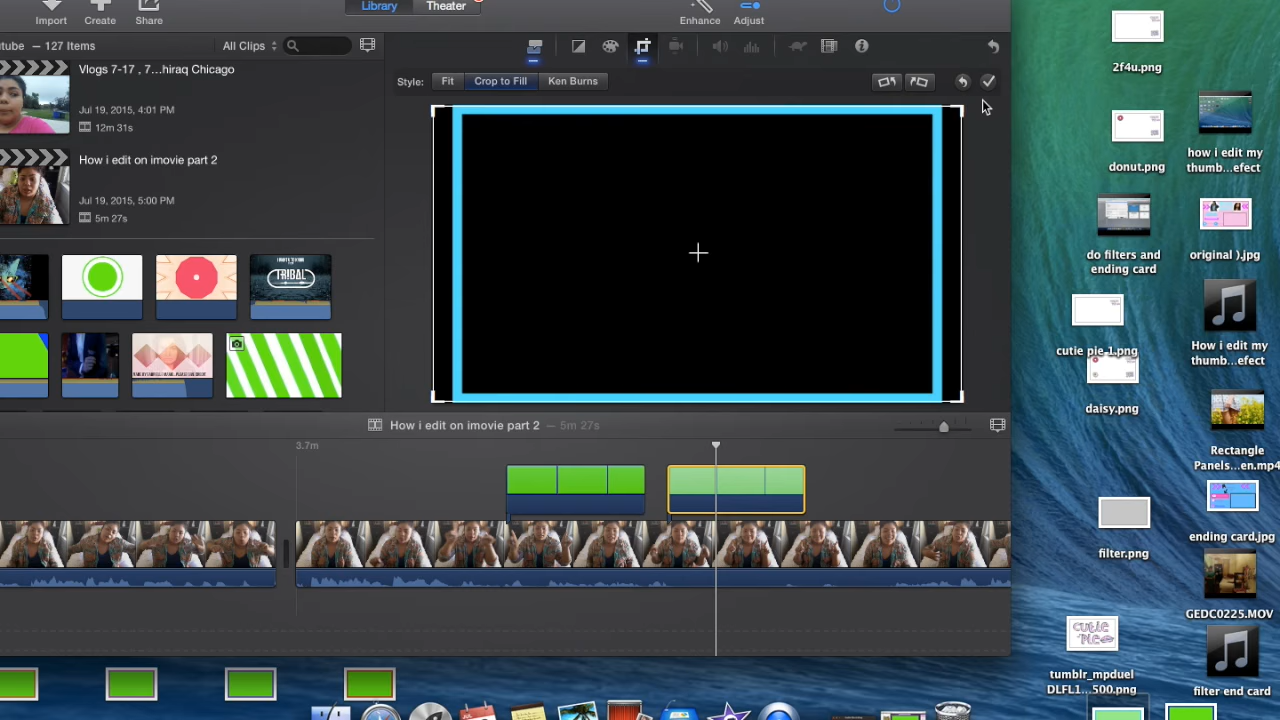 Import
Create
Share
Library
Theater
Enhance
Adjust
tube — 127 Items
All Clips
Vlogs 7-17 , 7...hiraq Chicago
Jul 19, 2015, 4:01 PM
12m 31s
How i edit on imovie part 2
Jul 19, 2015, 5:00 PM
5m 27s
TRIBAL
Style:
Fit
Crop to Fill
Ken Burns
How i edit on imovie part 2 — 5m 27s
3.7m
2f4u.png
donut.png
how i edit my
thumb...efect
do filters and
ending card
original ).jpg
cutie pie-1.png
How i edit my
thumb...efect
daisy.png
Rectangle
Panels...en.mp4
filter.png
ending card.jpg
GEDC0225.MOV
CUTiE
PiE
tumblr_mpduel
DLFL1...500.png
filter end card